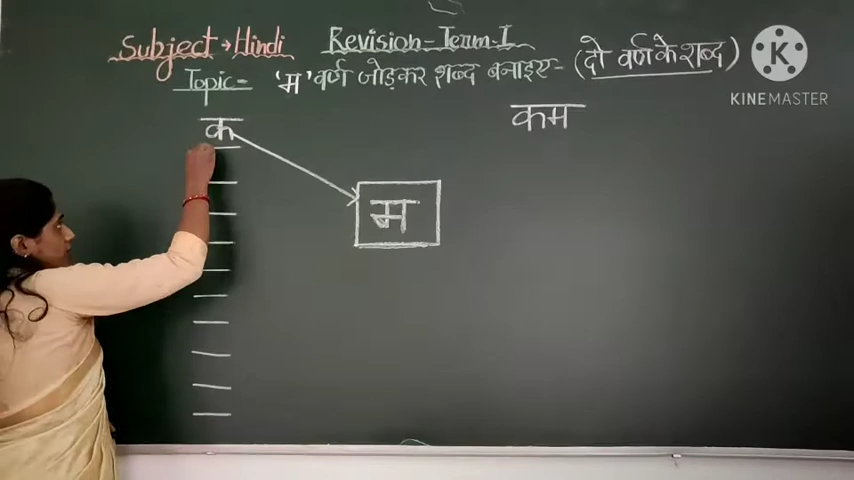 Subject→Hindi Revision-Term-I
Topic- 'म' वर्ण जोड़कर शब्द बनाइए- (दो वर्ण के शब्द)
K
KINEMASTER
क कम
म